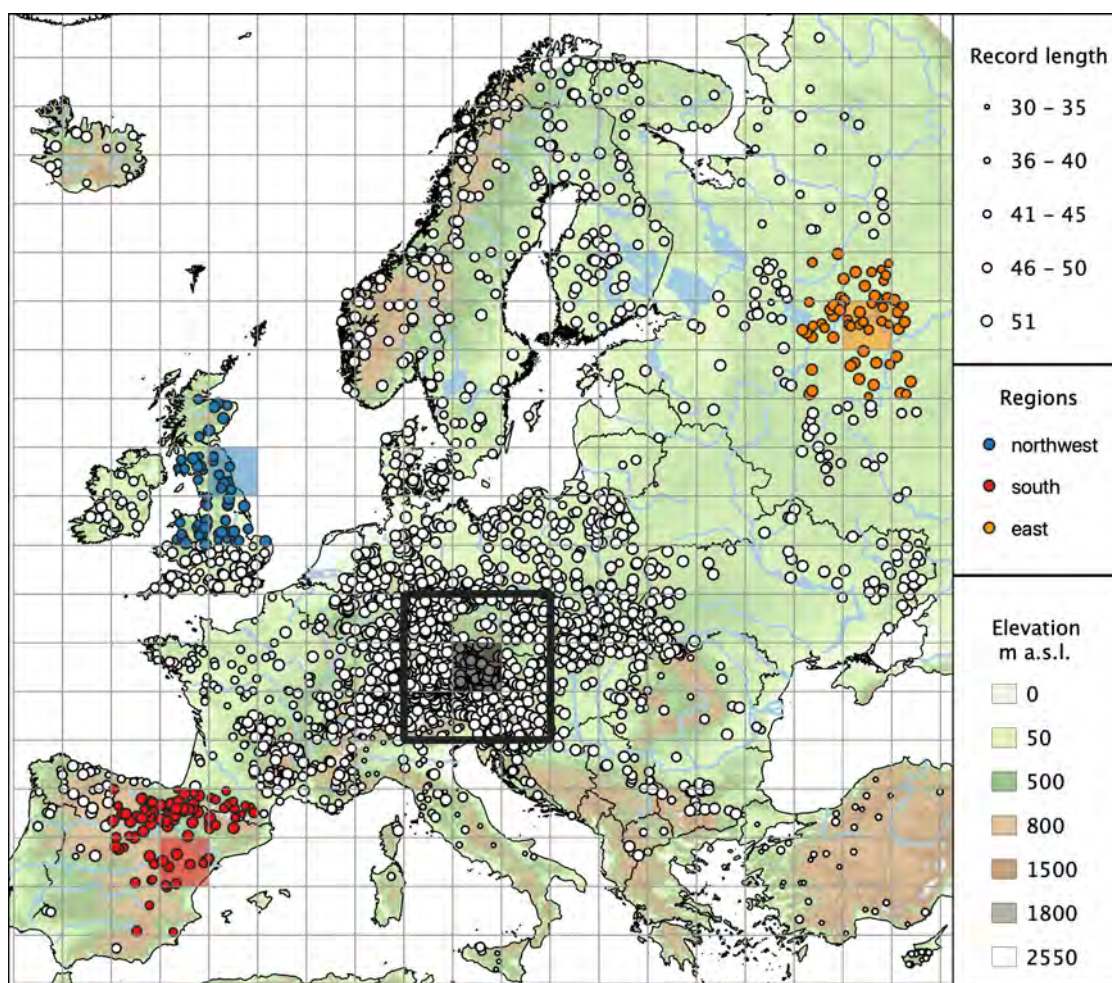 Record length
30 – 35
36 – 40
41 – 45
46 – 50
51
Regions
northwest
south
east
Elevation
m a.s.l.
0
50
500
800
1500
1800
2550